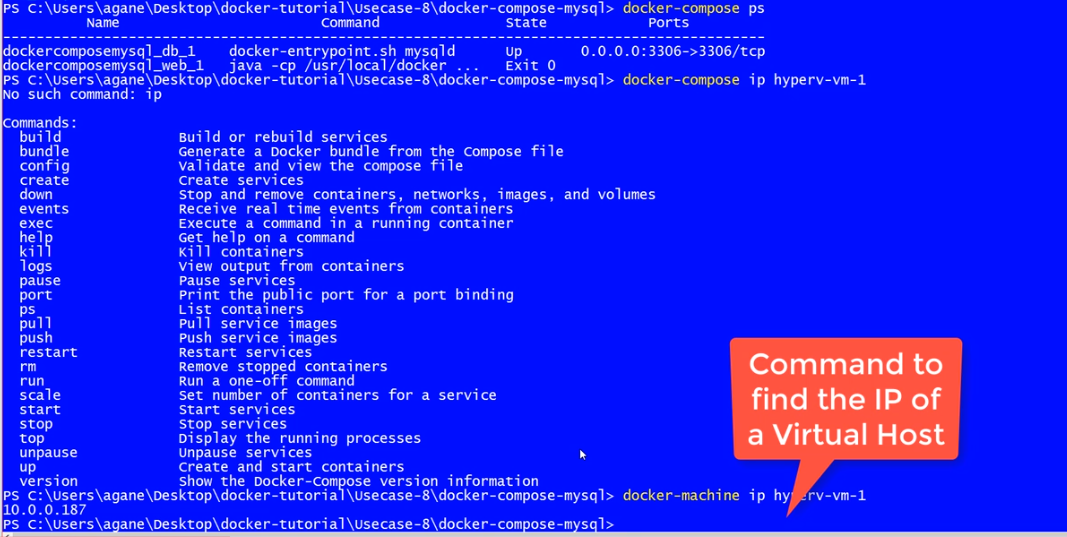 PS C:\Users\agane\Desktop\docker-tutorial\Usecase-8\docker-compose-mysql> docker-compose ps
Name Command State Ports
-------------------------------------------------------------------------------------
dockercomposemysql_db_1 docker-entrypoint.sh mysqld Up 0.0.0.0:3306->3306/tcp
dockercomposemysql_web_1 java -cp /usr/local/docker ... Exit 0
PS C:\Users\agane\Desktop\docker-tutorial\Usecase-8\docker-compose-mysql> docker-compose ip hyperv-vm-1
No such command: ip
Commands:
build Build or rebuild services
bundle Generate a Docker bundle from the Compose file
config Validate and view the compose file
create Create services
down Stop and remove containers, networks, images, and volumes
events Receive real time events from containers
exec Execute a command in a running container
help Get help on a command
kill Kill containers
logs View output from containers
pause Pause services
port Print the public port for a port binding
ps List containers
pull Pull service images
push Push service images
restart Restart services
rm Remove stopped containers
run Run a one-off command
scale Set number of containers for a service
start Start services
stop Stop services
top Display the running processes
unpause Unpause services
up Create and start containers
version Show the Docker-Compose version information
PS C:\Users\agane\Desktop\docker-tutorial\Usecase-8\docker-compose-mysql> docker-machine ip hyperv-vm-1
10.0.0.187
PS C:\Users\agane\Desktop\docker-tutorial\Usecase-8\docker-compose-mysql>
Command to
find the IP of
a Virtual Host